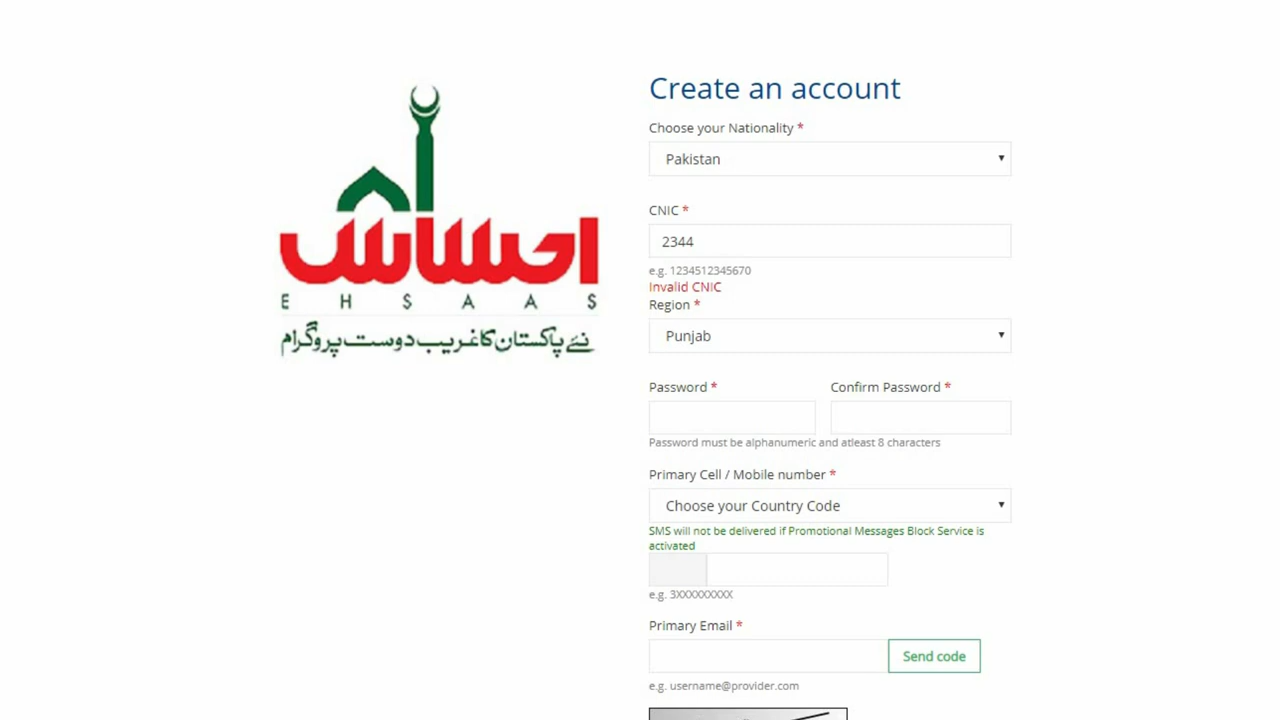 احساس
EHSAAS
نئے پاکستان کا غریب دوست پروگرام
Create an account
Choose your Nationality *
Pakistan
CNIC *
2344
e.g. 1234512345670
Invalid CNIC
Region *
Punjab
Password *
Confirm Password *
Password must be alphanumeric and atleast 8 characters
Primary Cell / Mobile number *
Choose your Country Code
SMS will not be delivered if Promotional Messages Block Service is
activated
e.g. 3XXXXXXXXX
Primary Email *
Send code
e.g. username@provider.com